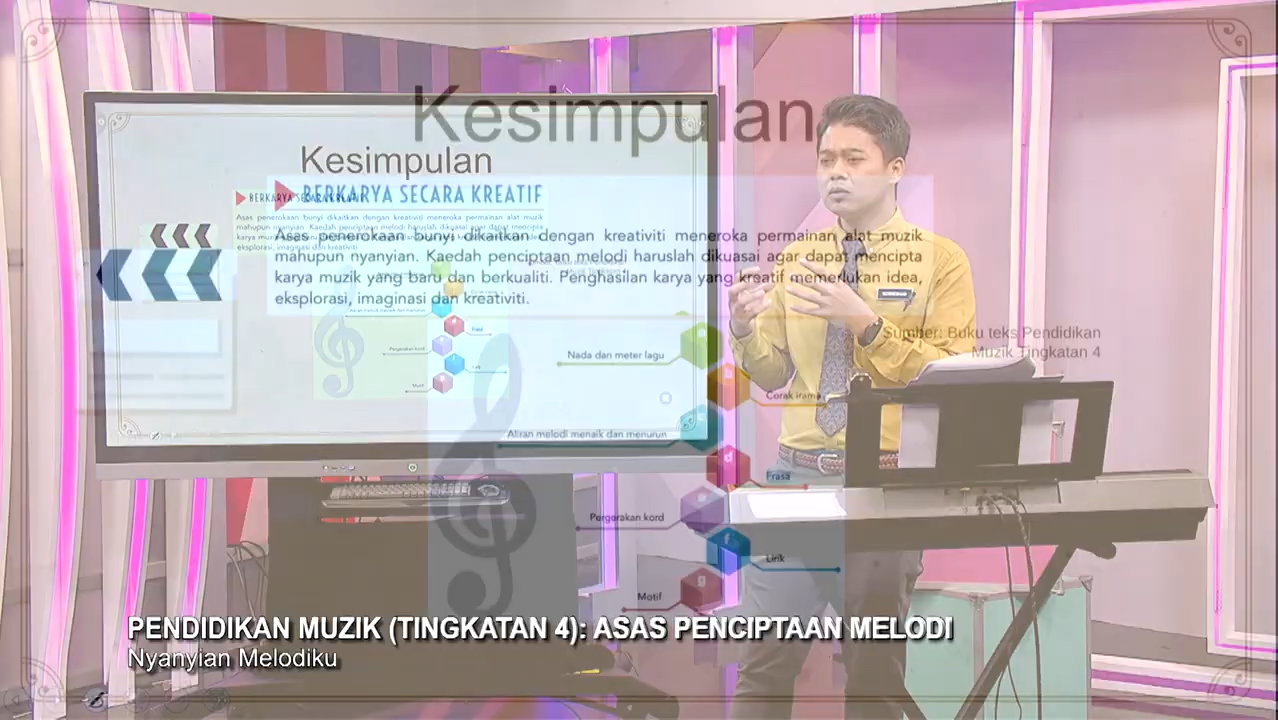 Kesimpulan
Kesimpulan
BERKARYA SECARA KREATIF
Asas penerokaan bunyi dikaitkan dengan kreativiti meneroka permainan alat muzik
mahupun nyanyian. Kaedah penciptaan melodi haruslah dikuasai agar dapat mencipta
karya muzik yang baru dan berkualiti. Penghasilan karya yang kreatif memerlukan idea,
eksplorasi, imaginasi dan kreativiti.
Sumber: Buku teks Pendidikan
Muzik Tingkatan 4
Nada dan meter lagu
Corak irama
Aliran melodi menaik dan menurun
d
Frasa
Pergerakan kord
e
f
Lirik
g
Motif
PENDIDIKAN MUZIK (TINGKATAN 4): ASAS PENCIPTAAN MELODI
Nyanyian Melodiku